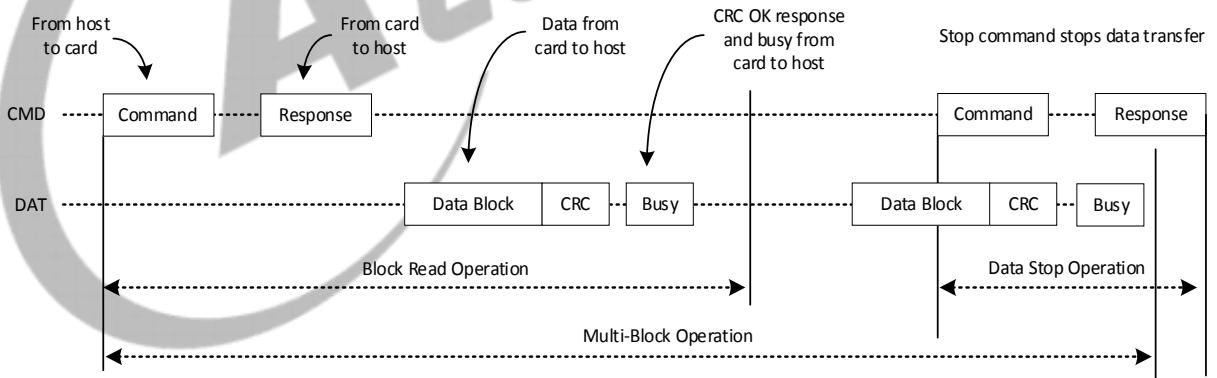 From host
to card
From card
to host
Data from
card to host
CRC OK response
and busy from
card to host
Stop command stops data transfer
CMD
Command
Response
Command
Response
DAT
Data Block
CRC
Busy
Data Block
CRC
Busy
Block Read Operation
Data Stop Operation
Multi-Block Operation